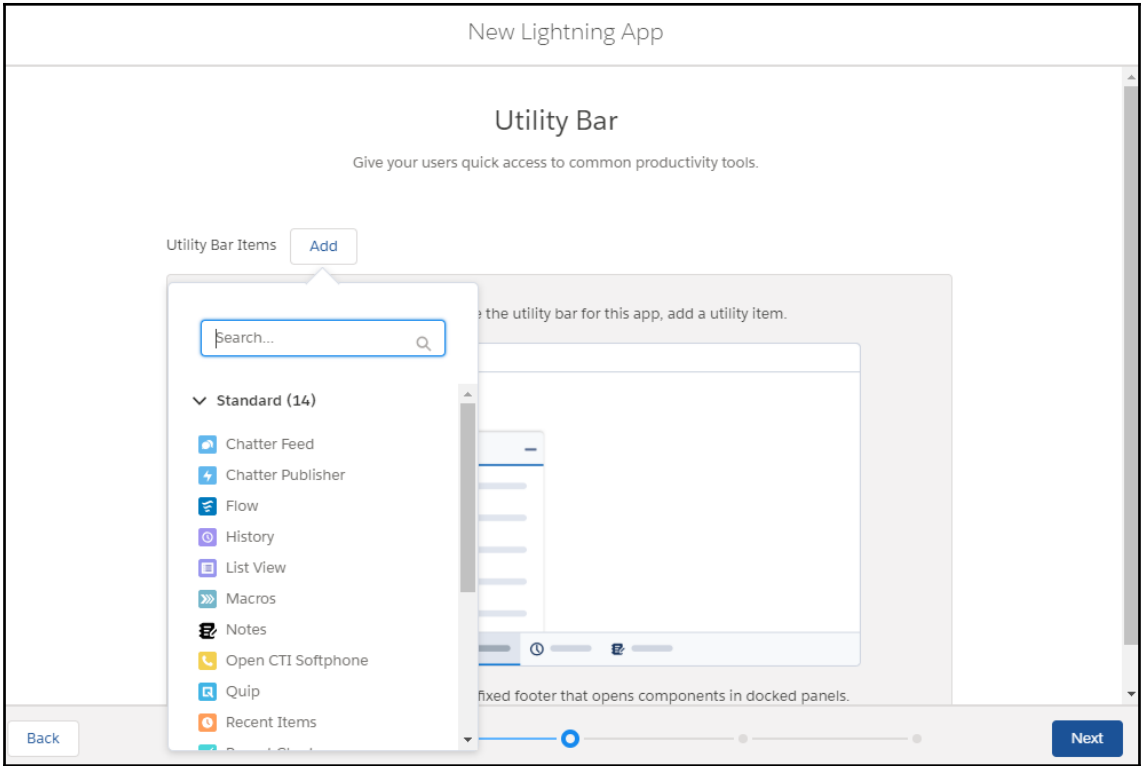 New Lightning App
Utility Bar
Give your users quick access to common productivity tools.
Utility Bar Items Add
the utility bar for this app, add a utility item.
Search...
Standard (14)
Chatter Feed
Chatter Publisher
Flow
History
List View
Macros
Notes
Open CTI Softphone
Quip
fixed footer that opens components in docked panels.
Recent Items
Back
Next